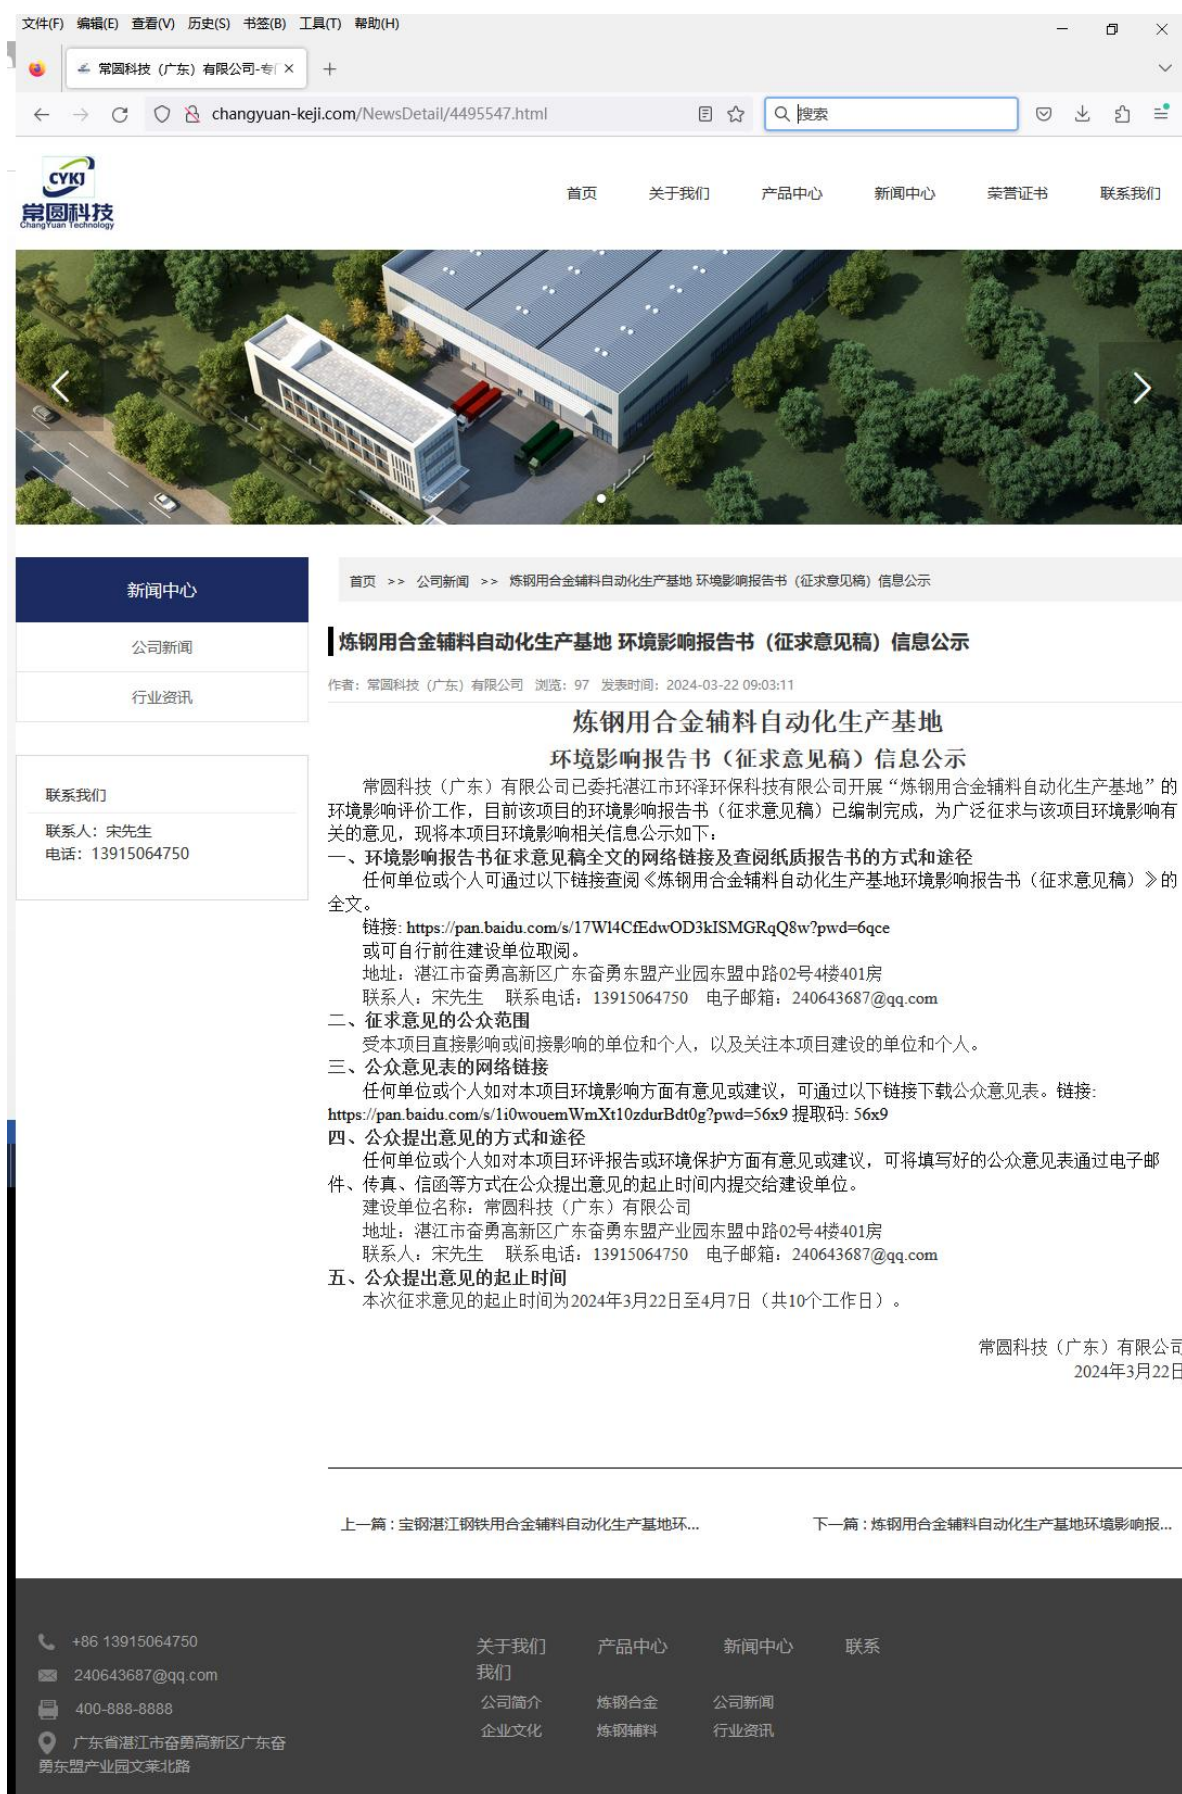 文件(F) 编辑(E) 查看(V) 历史(S) 书签(B) 工具(T) 帮助(H)
常圆科技（广东）有限公司-专
changyuan-keji.com/NewsDetail/4495547.html
搜索
CYKJ
常圆科技
ChangYuan Technology
首页 关于我们 产品中心 新闻中心 荣誉证书 联系我们
新闻中心
公司新闻
行业资讯
联系我们
联系人：宋先生
电话：13915064750
首页 >> 公司新闻 >> 炼钢用合金辅料自动化生产基地 环境影响报告书（征求意见稿）信息公示
炼钢用合金辅料自动化生产基地 环境影响报告书（征求意见稿）信息公示
作者：常圆科技（广东）有限公司 浏览：97 发表时间：2024-03-22 09:03:11
炼钢用合金辅料自动化生产基地
环境影响报告书（征求意见稿）信息公示
常圆科技（广东）有限公司已委托湛江市环泽环保科技有限公司开展“炼钢用合金辅料自动化生产基地”的
环境影响评价工作，目前该项目的环境影响报告书（征求意见稿）已编制完成，为广泛征求与该项目环境影响有
关的意见，现将本项目环境影响相关信息公示如下：
一、环境影响报告书征求意见稿全文的网络链接及查阅纸质报告书的方式和途径
任何单位或个人可通过以下链接查阅《炼钢用合金辅料自动化生产基地环境影响报告书（征求意见稿）》的
全文。
链接: https://pan.baidu.com/s/17Wl4CfEdwOD3kISMGRqQ8w?pwd=6qce
或可自行前往建设单位取阅。
地址：湛江市奋勇高新区广东奋勇东盟产业园东盟中路02号4楼401房
联系人：宋先生 联系电话：13915064750 电子邮箱：240643687@qq.com
二、征求意见的公众范围
受本项目直接影响或间接影响的单位和个人，以及关注本项目建设的单位和个人。
三、公众意见表的网络链接
任何单位或个人如对本项目环境影响方面有意见或建议，可通过以下链接下载公众意见表。链接:
https://pan.baidu.com/s/1i0wouemWmXt10zdurBdt0g?pwd=56x9 提取码: 56x9
四、公众提出意见的方式和途径
任何单位或个人如对本项目环评报告或环境保护方面有意见或建议，可将填写好的公众意见表通过电子邮
件、传真、信函等方式在公众提出意见的起止时间内提交给建设单位。
建设单位名称：常圆科技（广东）有限公司
地址：湛江市奋勇高新区广东奋勇东盟产业园东盟中路02号4楼401房
联系人：宋先生 联系电话：13915064750 电子邮箱：240643687@qq.com
五、公众提出意见的起止时间
本次征求意见的起止时间为2024年3月22日至4月7日（共10个工作日）。
常圆科技（广东）有限公司
2024年3月22日
上一篇 : 宝钢湛江钢铁用合金辅料自动化生产基地环... 下一篇 : 炼钢用合金辅料自动化生产基地环境影响报...
+86 13915064750
240643687@qq.com
400-888-8888
广东省湛江市奋勇高新区广东奋
勇东盟产业园文莱北路
关于我们 产品中心 新闻中心 联系
我们
公司简介 炼钢合金 公司新闻
企业文化 炼钢辅料 行业资讯